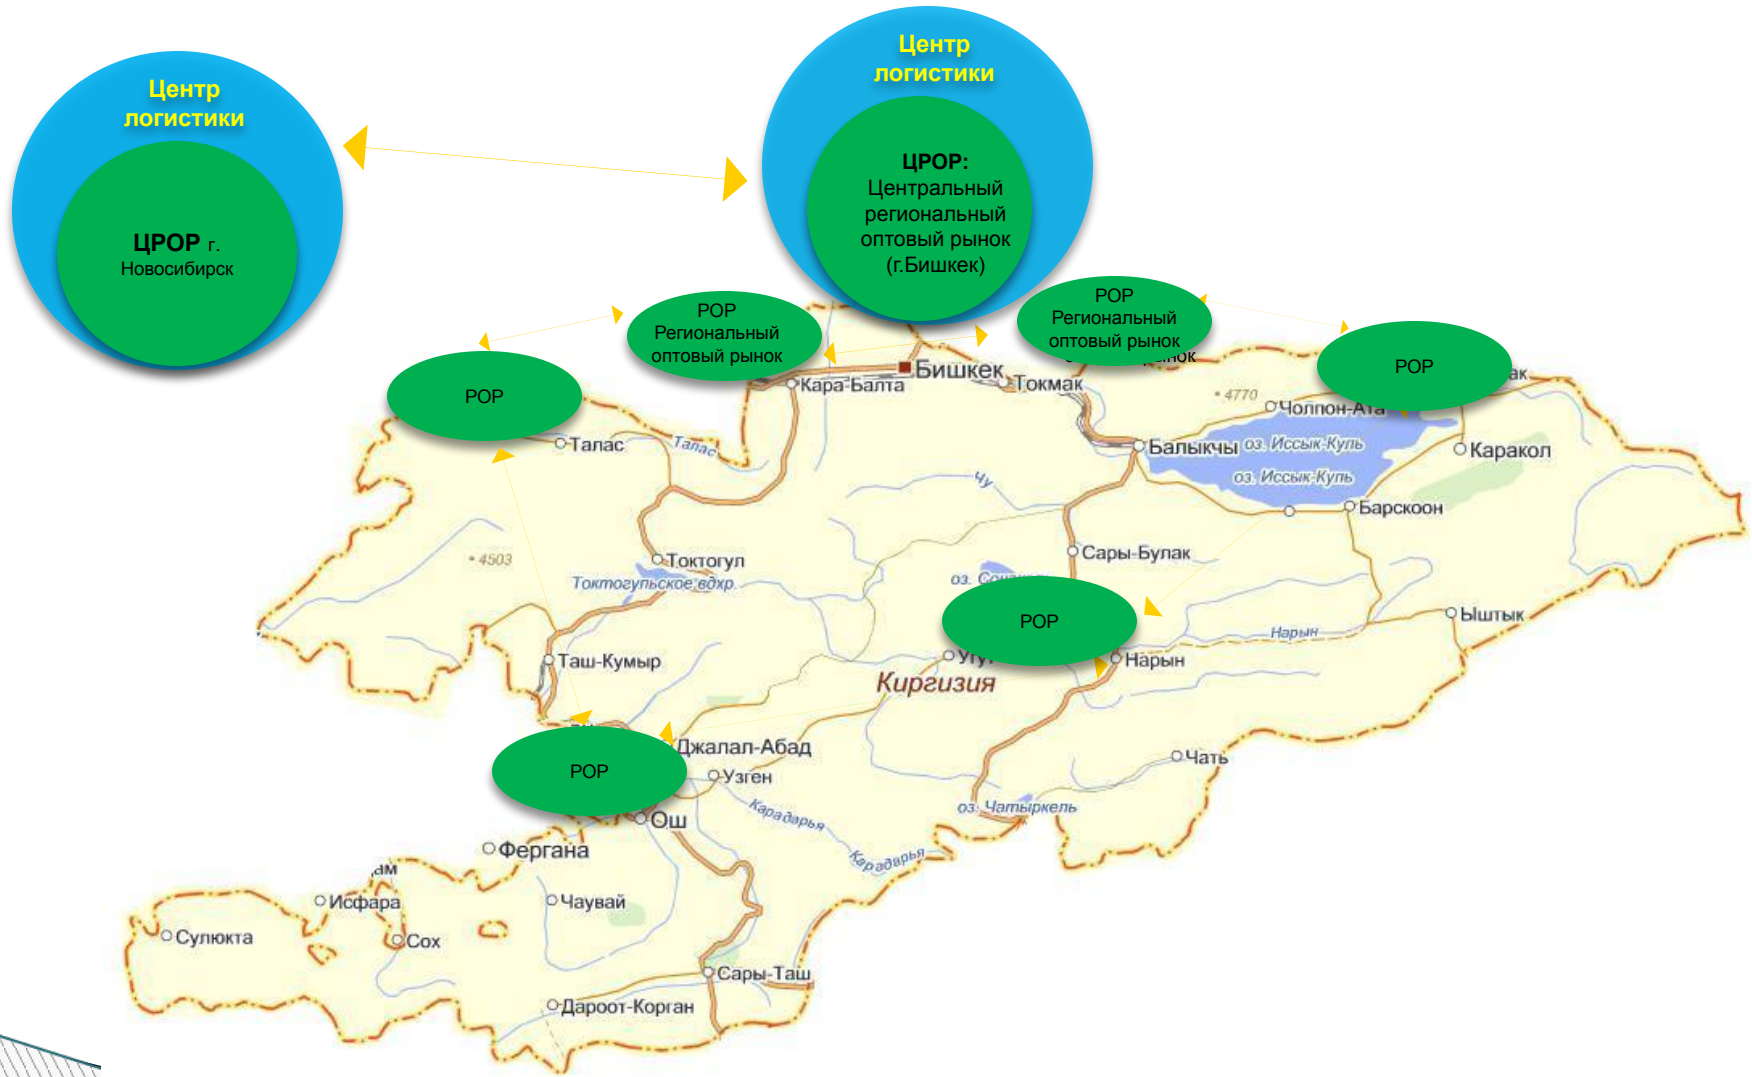 Центр
логистики
ЦРОР г.
Новосибирск
Центр
логистики
ЦРОР:
Центральный
региональный
оптовый рынок
(г.Бишкек)
РОР
Региональный
оптовый рынок
РОР
Региональный
оптовый рынок
РОР
РОР
Бишкек
Кара-Балта
Токмак
• 4770
Чолпон-Ата
Талас
Талас
Балыкчы
оз. Иссык-Куль
Каракол
оз. Иссык-Куль
Чу
Барскоон
• 4503
Токтогул
Сары-Булак
Токтогульское вдхр.
РОР
Ыштык
Нарын
Таш-Кумыр
Нарын
Киргизия
РОР
Джалал-Абад
Узген
Чать
Карадарья
оз. Чатыркель
Ош
Фергана
Карадарья
Исфара
Чаувай
Сулюкта
Сох
Сары-Таш
Дароот-Корган